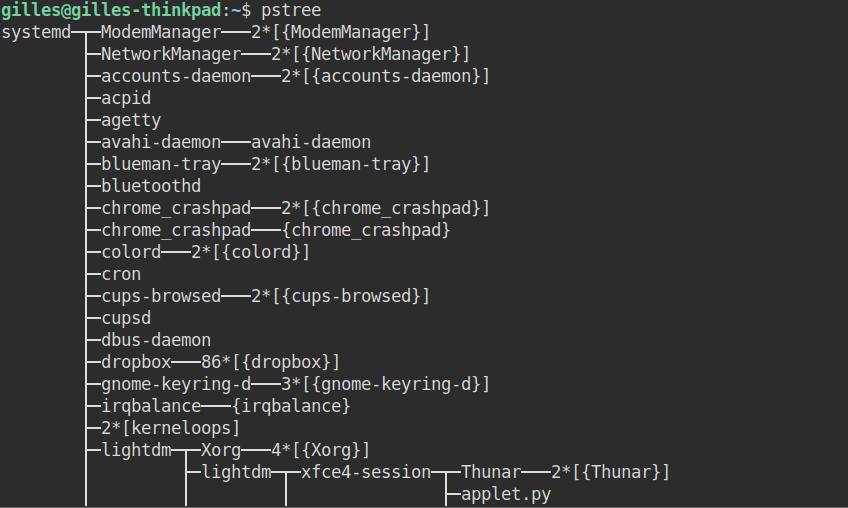 gilles@gilles-thinkpad:~$ pstree
systemd─┬─ModemManager───2*[{ModemManager}]
        ├─NetworkManager───2*[{NetworkManager}]
        ├─accounts-daemon───2*[{accounts-daemon}]
        ├─acpid
        ├─agetty
        ├─avahi-daemon───avahi-daemon
        ├─blueman-tray───2*[{blueman-tray}]
        ├─bluetoothd
        ├─chrome_crashpad───2*[{chrome_crashpad}]
        ├─chrome_crashpad───{chrome_crashpad}
        ├─colord───2*[{colord}]
        ├─cron
        ├─cups-browsed───2*[{cups-browsed}]
        ├─cupsd
        ├─dbus-daemon
        ├─dropbox───86*[{dropbox}]
        ├─gnome-keyring-d───3*[{gnome-keyring-d}]
        ├─irqbalance───{irqbalance}
        ├─2*[kerneloops]
        ├─lightdm─┬─Xorg───4*[{Xorg}]
        │         ├─lightdm─┬─xfce4-session─┬─Thunar───2*[{Thunar}]
        │         │         │               ├─applet.py